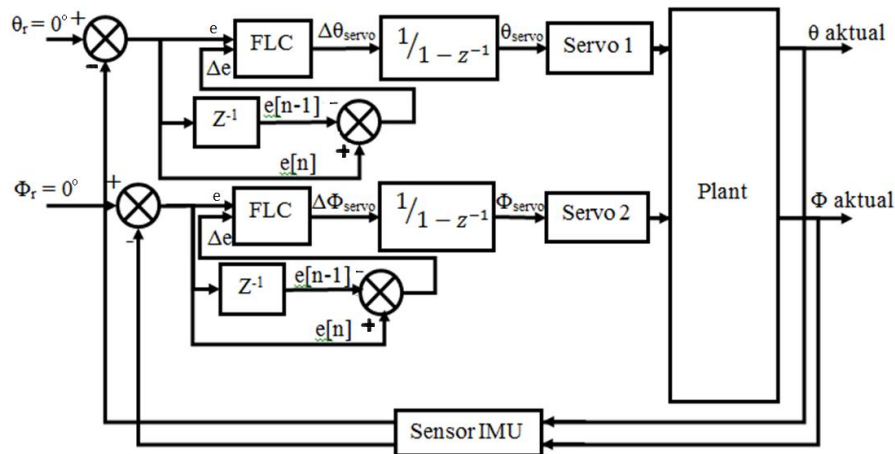 θr = 0° +
-
e
Δe
FLC
Δθservo
1/1 − z⁻¹
θservo
Servo 1
θ aktual
Z-1
e[n-1]
-
+
e[n]
Φr = 0°
+
-
e
Δe
FLC
ΔΦservo
1/1 − z⁻¹
Φservo
Servo 2
Plant
Φ aktual
Z-1
e[n-1]
-
+
e[n]
Sensor IMU